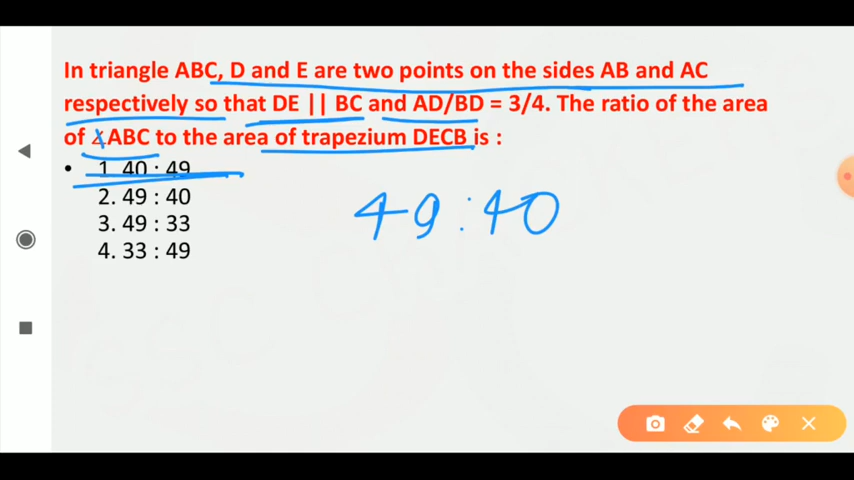 In triangle ABC, D and E are two points on the sides AB and AC
respectively so that DE || BC and AD/BD = 3/4. The ratio of the area
of ∡ABC to the area of trapezium DECB is :
• 1. 40 : 49
2. 49 : 40
3. 49 : 33
4. 33 : 49
49:40